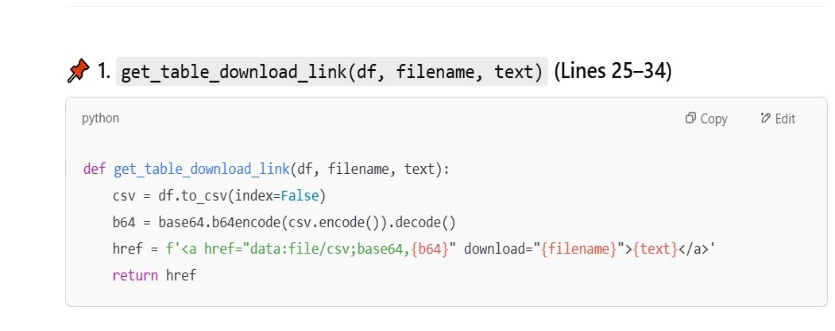 📌 1. get_table_download_link(df, filename, text) (Lines 25–34)
python Copy Edit
def get_table_download_link(df, filename, text):
    csv = df.to_csv(index=False)
    b64 = base64.b64encode(csv.encode()).decode()
    href = f'<a href="data:file/csv;base64,{b64}" download="{filename}">{text}</a>'
    return href